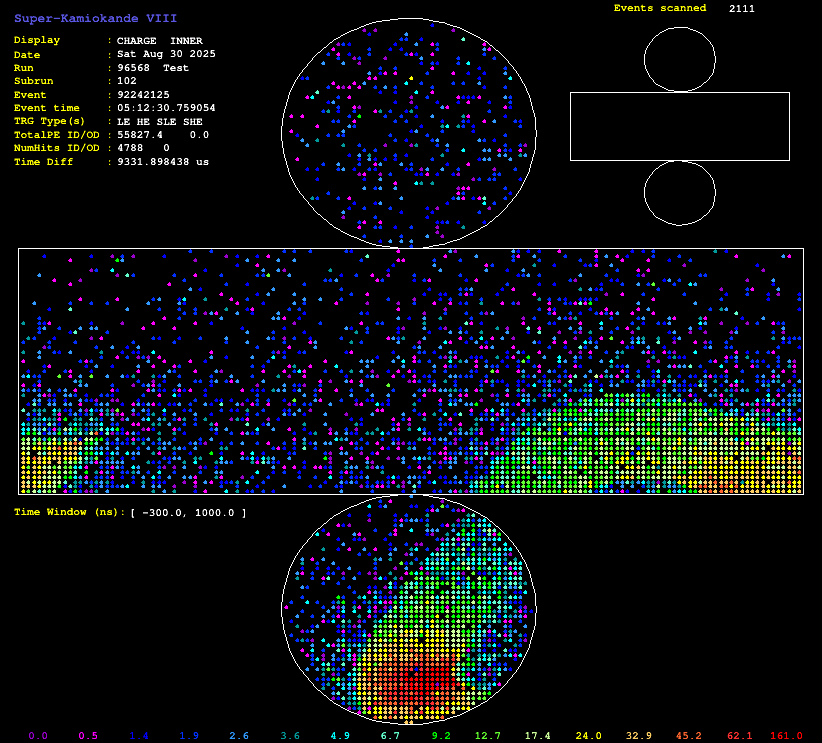 Super-Kamiokande VIII
Events scanned 2111
Display : CHARGE INNER
Date : Sat Aug 30 2025
Run : 96568 Test
Subrun : 102
Event : 92242125
Event time : 05:12:30.759054
TRG Type(s) : LE HE SLE SHE
TotalPE ID/OD : 55827.4 0.0
NumHits ID/OD : 4788 0
Time Diff : 9331.898438 us
Time Window (ns): [ -300.0, 1000.0 ]
0.0 0.5 1.4 1.9 2.6 3.6 4.9 6.7 9.2 12.7 17.4 24.0 32.9 45.2 62.1 161.0